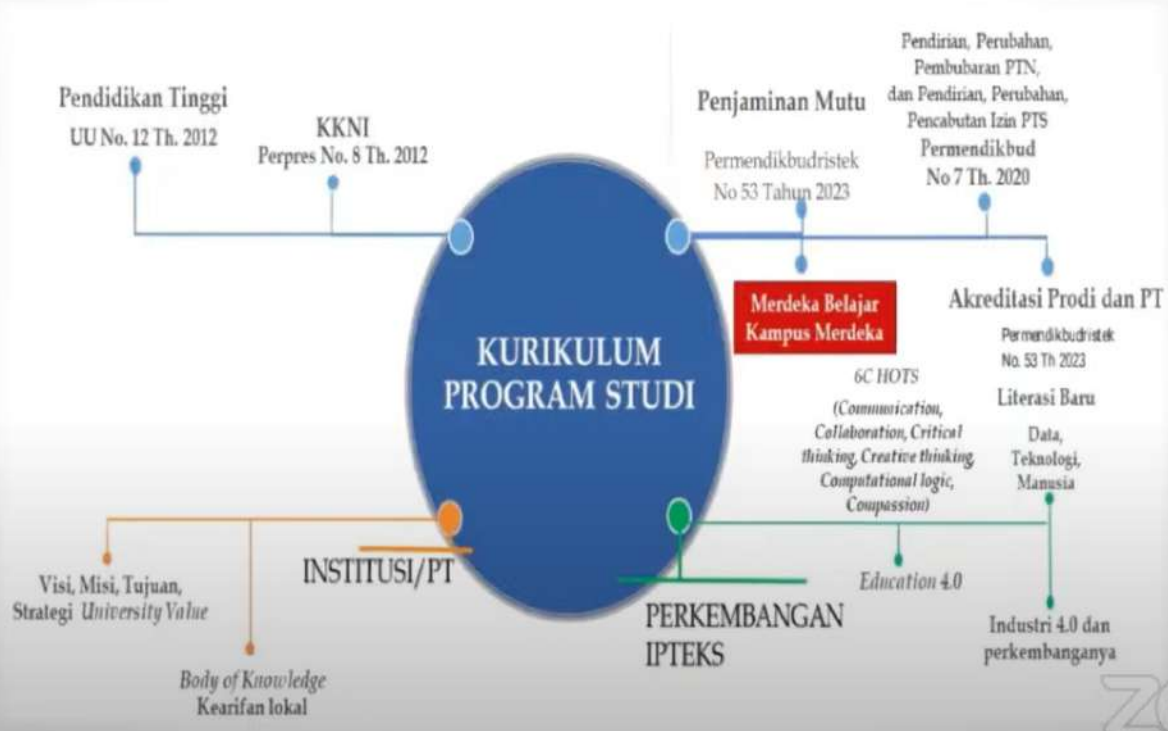 Pendidikan Tinggi
UU No. 12 Th. 2012
KKNI
Perpres No. 8 Th. 2012
Penjaminan Mutu
Permendikbudristek
No 53 Tahun 2023
Pendirian, Perubahan,
Pembubaran PTN,
dan Pendirian, Perubahan,
Pencabutan Izin PTS
Permendikbud
No 7 Th. 2020
Merdeka Belajar
Kampus Merdeka
Akreditasi Prodi dan PT
Permendikbudristek
No. 53 Th 2023
KURIKULUM
PROGRAM STUDI
6C HOTS
(Communication,
Collaboration, Critical
thinking, Creative thinking,
Computational logic,
Compassion)
Literasi Baru
Data,
Teknologi,
Manusia
INSTITUSI/PT
Visi, Misi, Tujuan,
Strategi University Value
Body of Knowledge
Kearifan lokal
PERKEMBANGAN
IPTEKS
Education 4.0
Industri 4.0 dan
perkembanganya